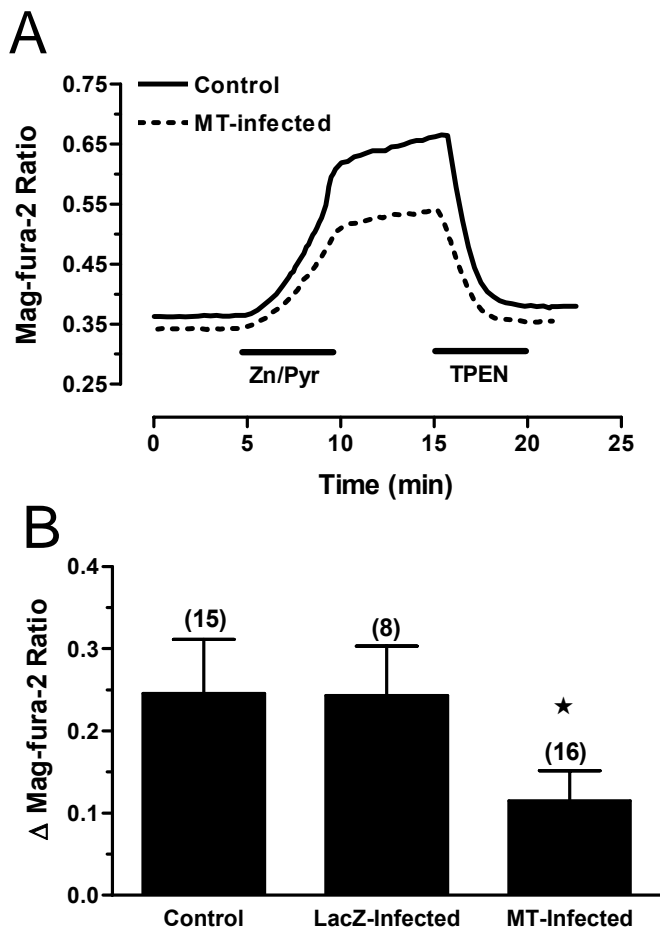 A
Control
MT-infected
Mag-fura-2 Ratio
0.75
0.65
0.55
0.45
0.35
0.25
Zn/Pyr
TPEN
0 5 10 15 20 25
Time (min)
B
Δ Mag-fura-2 Ratio
0.4
0.3
0.2
0.1
0.0
(15)
(8)
★
(16)
Control LacZ-Infected MT-Infected